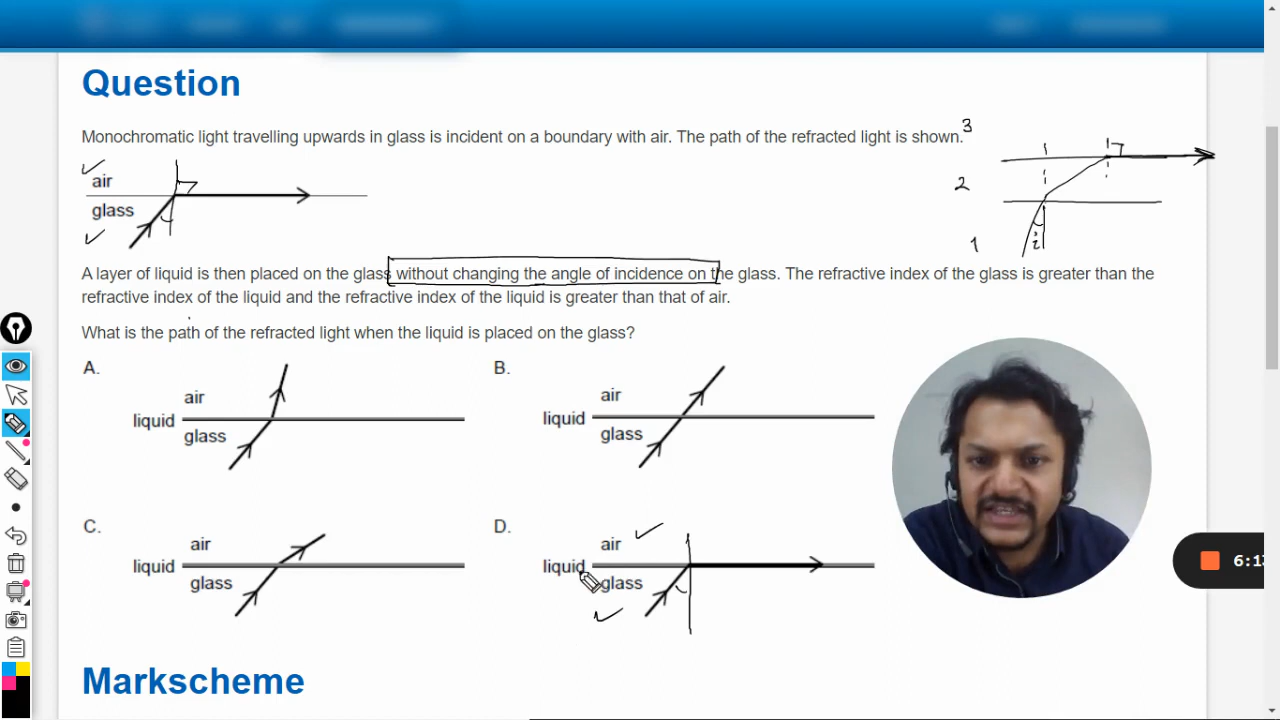 Question
Monochromatic light travelling upwards in glass is incident on a boundary with air. The path of the refracted light is shown.
3
air
glass
2
1
i
A layer of liquid is then placed on the glass without changing the angle of incidence on the glass. The refractive index of the glass is greater than the
refractive index of the liquid and the refractive index of the liquid is greater than that of air.
What is the path of the refracted light when the liquid is placed on the glass?
A.
air
liquid
glass
B.
air
liquid
glass
C.
air
liquid
glass
D.
air
liquid
glass
6:1
Markscheme